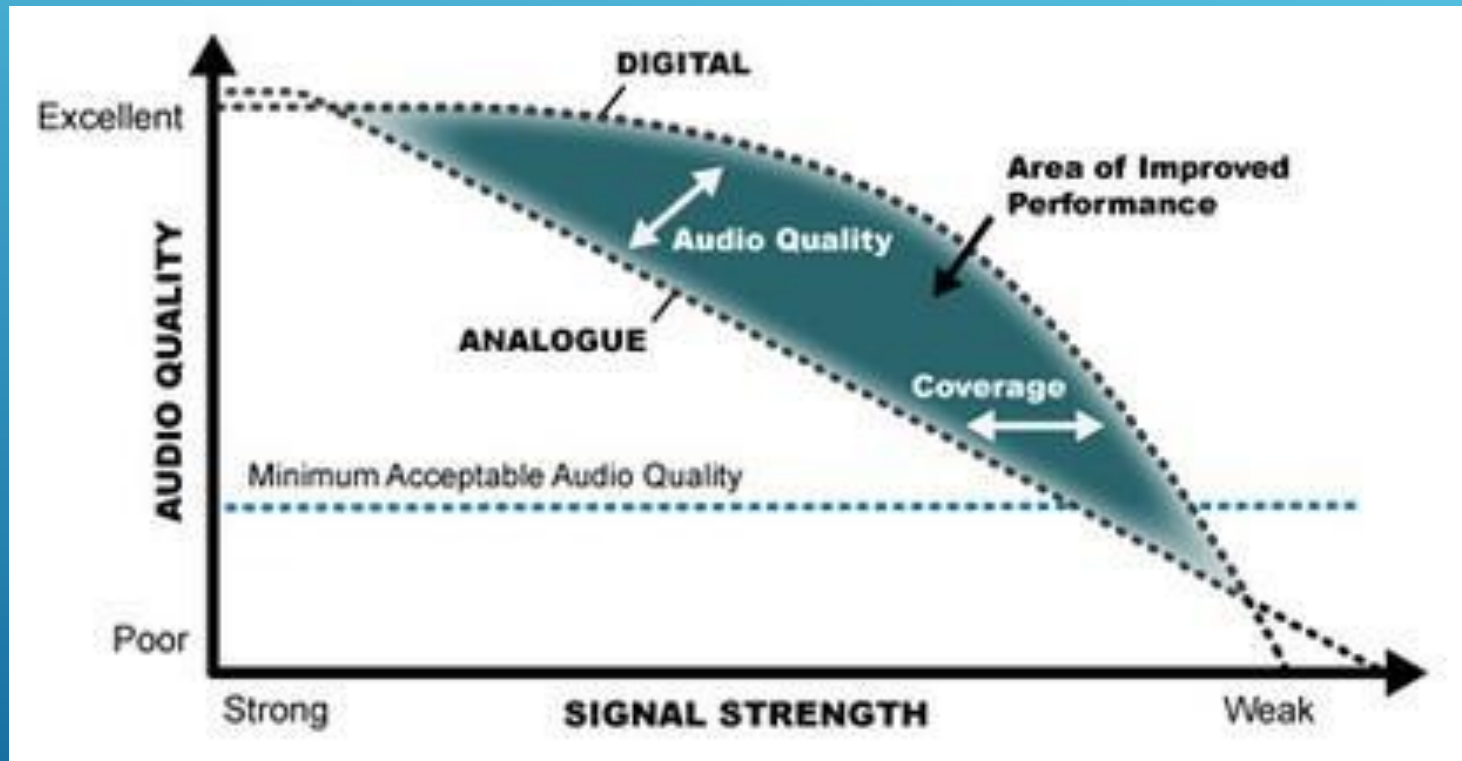 DIGITAL
Excellent
Area of Improved
Performance
Audio Quality
ANALOGUE
Coverage
AUDIO QUALITY
Minimum Acceptable Audio Quality
Poor
Strong
SIGNAL STRENGTH
Weak